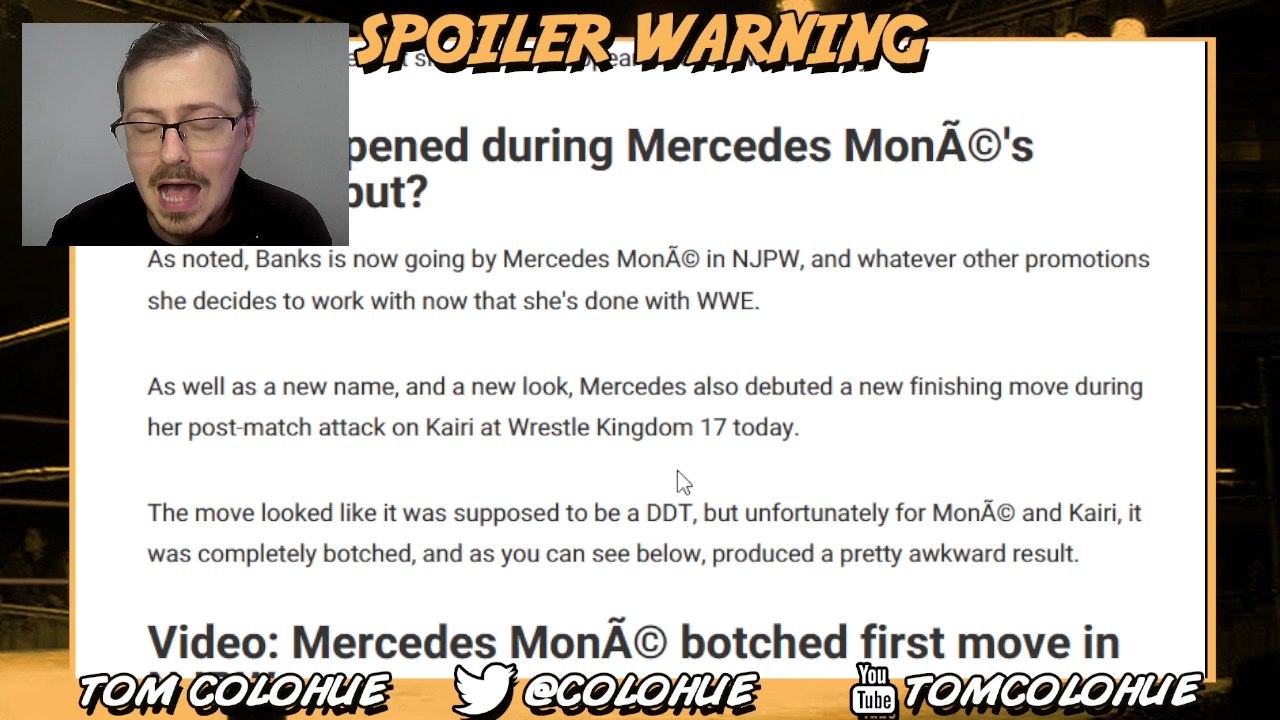 SPOILER WARNING
pened during Mercedes MonÃ©'s
but?
As noted, Banks is now going by Mercedes MonÃ© in NJPW, and whatever other promotions
she decides to work with now that she's done with WWE.
As well as a new name, and a new look, Mercedes also debuted a new finishing move during
her post-match attack on Kairi at Wrestle Kingdom 17 today.
The move looked like it was supposed to be a DDT, but unfortunately for MonÃ© and Kairi, it
was completely botched, and as you can see below, produced a pretty awkward result.
Video: Mercedes MonÃ© botched first move in
TOM COLOHUE @COLOHUE You Tube TOMCOLOHUE